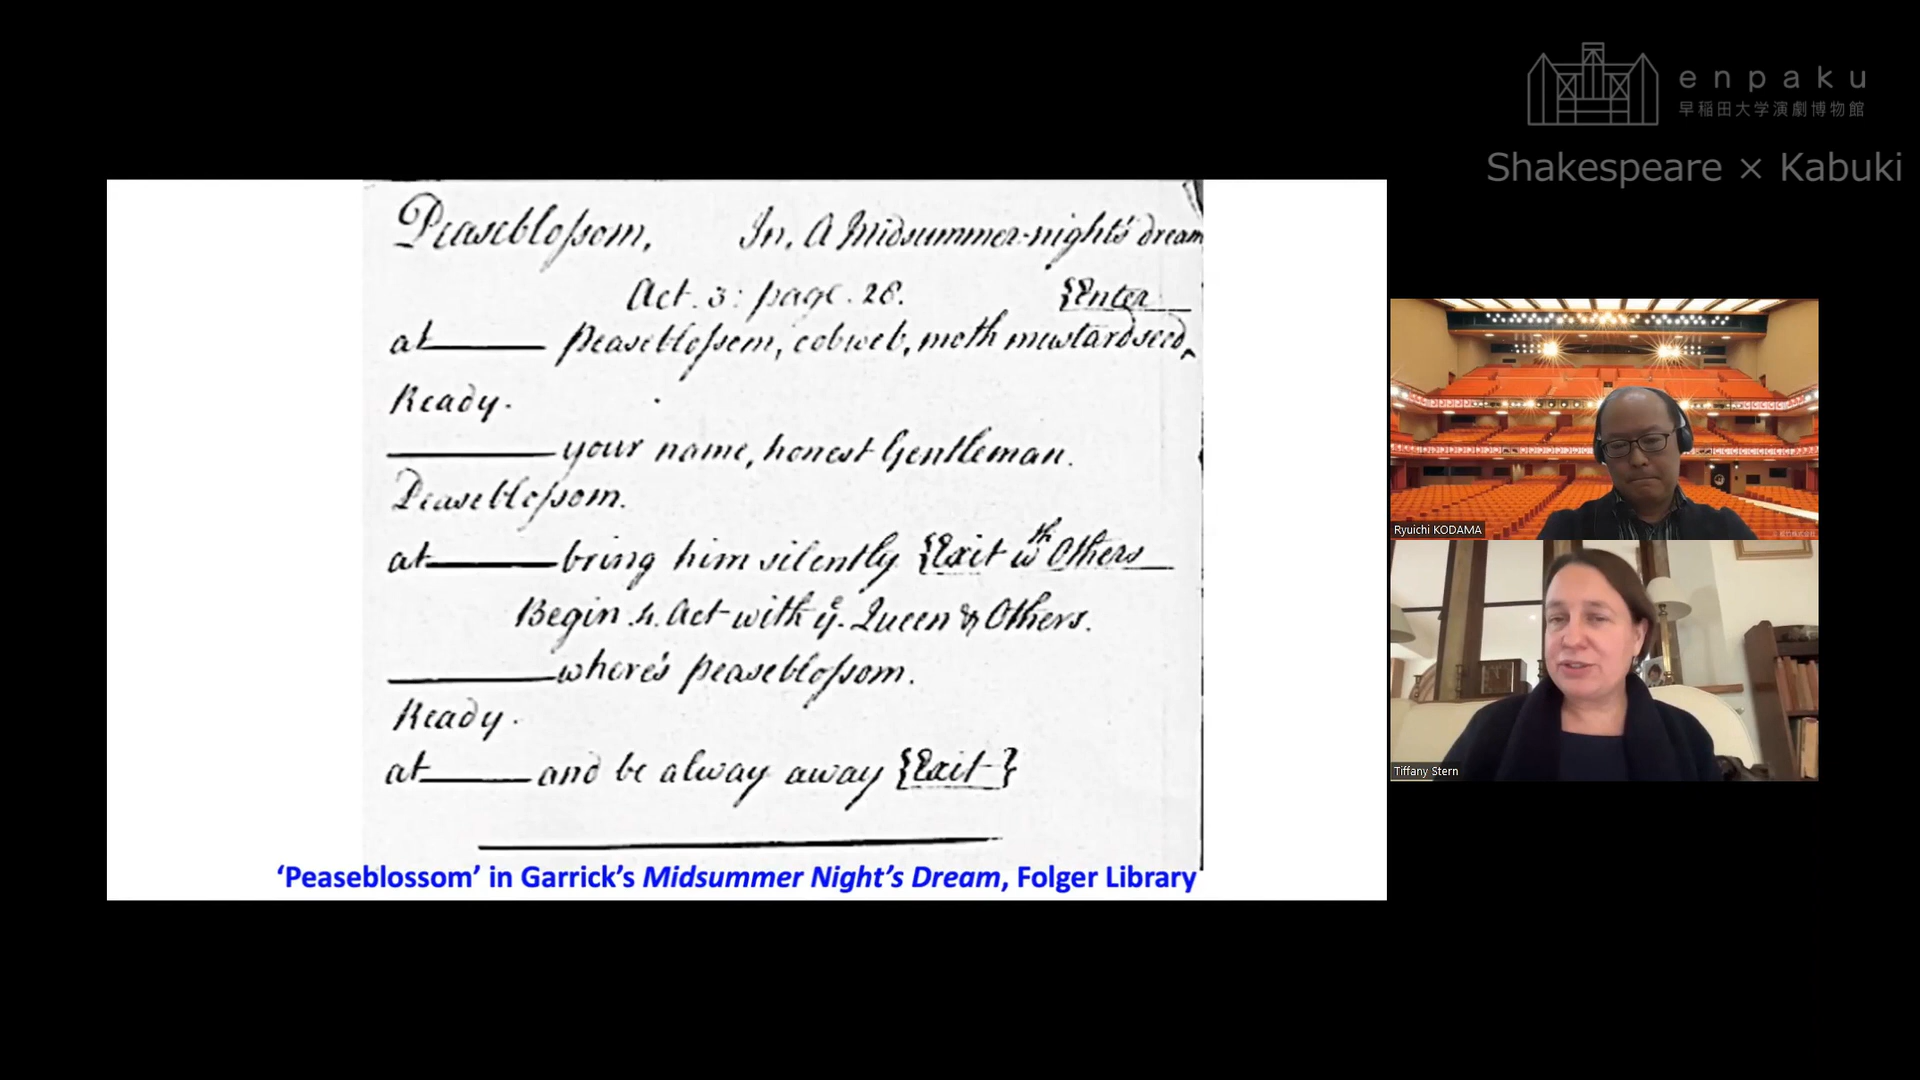 enpaku
早稲田大学演劇博物館
Shakespeare × Kabuki
Peasebloſsom, In, A Midsummer-night's dream
Act. 3: page. 28. {Enter
at peasebloſsem, cobweb, moth mustardseed,
Ready.
your name, honest Gentleman.
Peasebloſsom.
at bring him silently {Exit wth Others
Begin .4. Act with ye. Queen & Others.
where's peasebloſsom.
Ready.
at and be alway away {Exit}
‘Peaseblossom’ in Garrick’s Midsummer Night’s Dream, Folger Library
Ryuichi KODAMA
Tiffany Stern